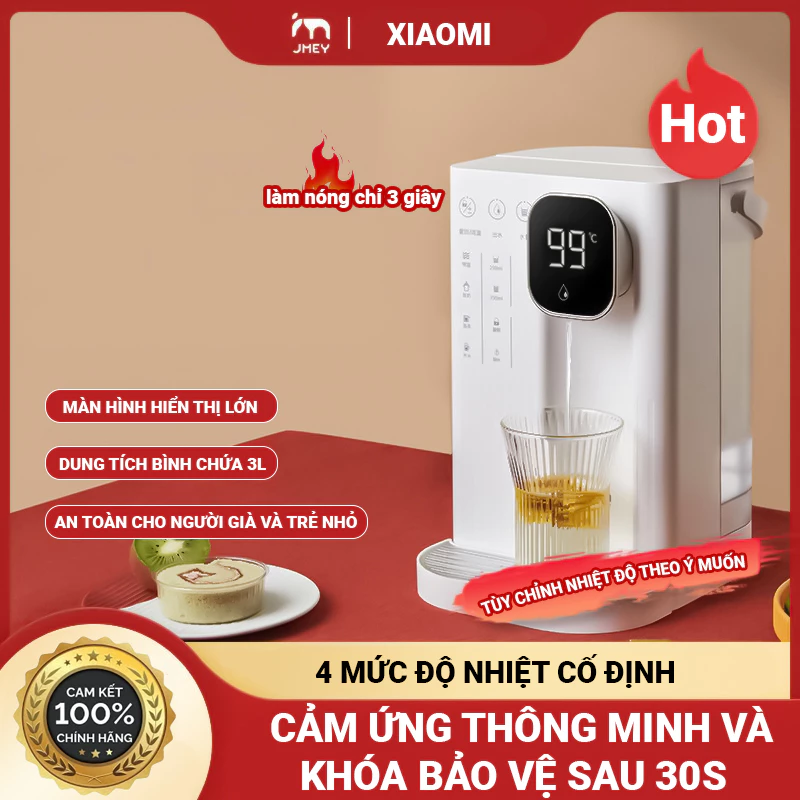 JMEY
XIAOMI
Hot
làm nóng chỉ 3 giây
99°C
MÀN HÌNH HIỂN THỊ LỚN
DUNG TÍCH BÌNH CHỨA 3L
AN TOÀN CHO NGƯỜI GIÀ VÀ TRẺ NHỎ
TÙY CHỈNH NHIỆT ĐỘ THEO Ý MUỐN
CAM KẾT
100%
CHÍNH HÃNG
4 MỨC ĐỘ NHIỆT CỐ ĐỊNH
CẢM ỨNG THÔNG MINH VÀ
KHÓA BẢO VỆ SAU 30S